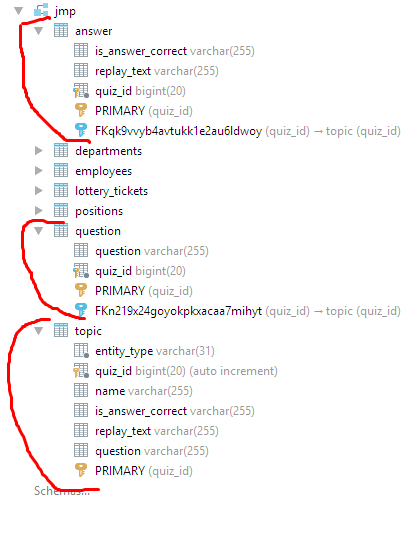 jmp
answer
is_answer_correct varchar(255)
replay_text varchar(255)
quiz_id bigint(20)
PRIMARY (quiz_id)
FKqk9vvyb4avtukk1e2au6ldwoy (quiz_id) → topic (quiz_id)
departments
employees
lottery_tickets
positions
question
question varchar(255)
quiz_id bigint(20)
PRIMARY (quiz_id)
FKn219x24goyokpkxacaa7mihyt (quiz_id) → topic (quiz_id)
topic
entity_type varchar(31)
quiz_id bigint(20) (auto increment)
name varchar(255)
is_answer_correct varchar(255)
replay_text varchar(255)
question varchar(255)
PRIMARY (quiz_id)
Schemas...